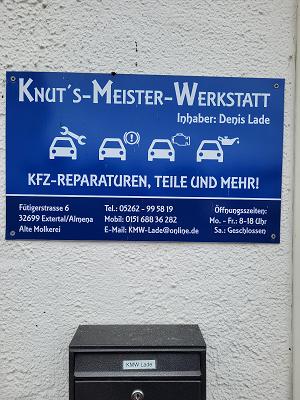 KNUT´S-MEISTER-WERKSTATT
Inhaber: Denis Lade
KFZ-REPARATUREN, TEILE UND MEHR!
Fütigerstrasse 6
32699 Extertal/Almena
Alte Molkerei
Tel.: 05262 - 99 58 19
Mobil: 0151 688 36 282
E-Mail: KMW-Lade@online.de
Öffnungszeiten:
Mo. - Fr.: 8-18 Uhr
Sa.: Geschlossen
KMW Lade